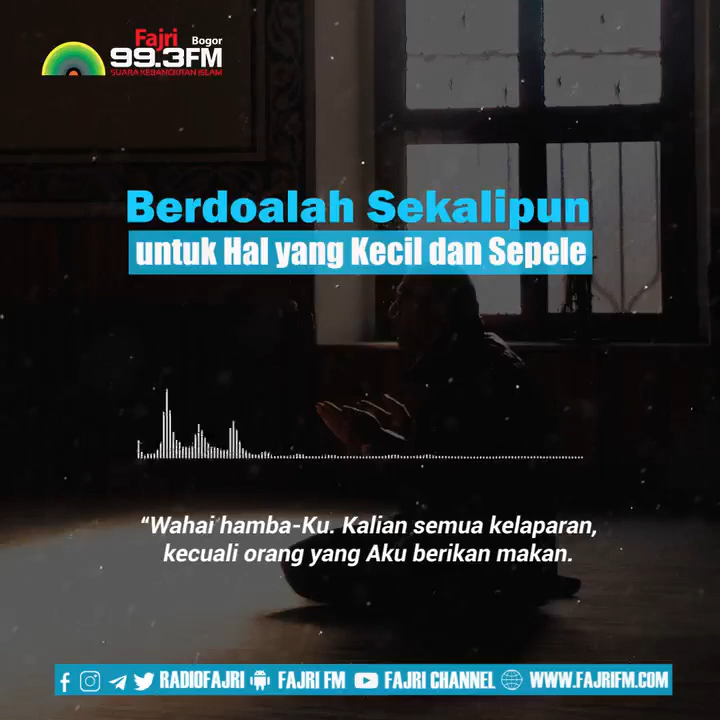 Fajri Bogor
99.3FM
SUARA KEBANGKITAN ISLAM
Berdoalah Sekalipun
untuk Hal yang Kecil dan Sepele
“Wahai hamba-Ku. Kalian semua kelaparan,
kecuali orang yang Aku berikan makan.
RADIOFAJRI FAJRI FM FAJRI CHANNEL WWW.FAJRIFM.COM